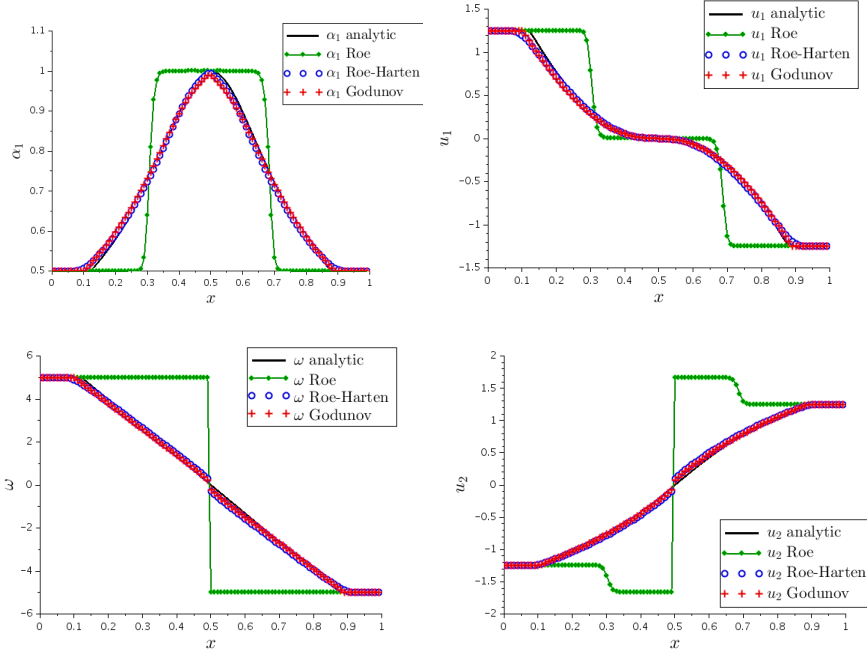 1.1
1
0.9
0.8
0.7
0.6
0.5
α₁
0 0.1 0.2 0.3 0.4 0.5 0.6 0.7 0.8 0.9 1
x
α₁ analytic
α₁ Roe
α₁ Roe-Harten
α₁ Godunov
1.5
1
0.5
0
−0.5
−1
−1.5
u₁
0 0.1 0.2 0.3 0.4 0.5 0.6 0.7 0.8 0.9 1
x
u₁ analytic
u₁ Roe
u₁ Roe-Harten
u₁ Godunov
6
4
2
0
−2
−4
−6
ω
0 0.1 0.2 0.3 0.4 0.5 0.6 0.7 0.8 0.9 1
x
ω analytic
ω Roe
ω Roe-Harten
ω Godunov
2
1.5
1
0.5
0
−0.5
−1
−1.5
−2
u₂
0 0.1 0.2 0.3 0.4 0.5 0.6 0.7 0.8 0.9 1
x
u₂ analytic
u₂ Roe
u₂ Roe-Harten
u₂ Godunov